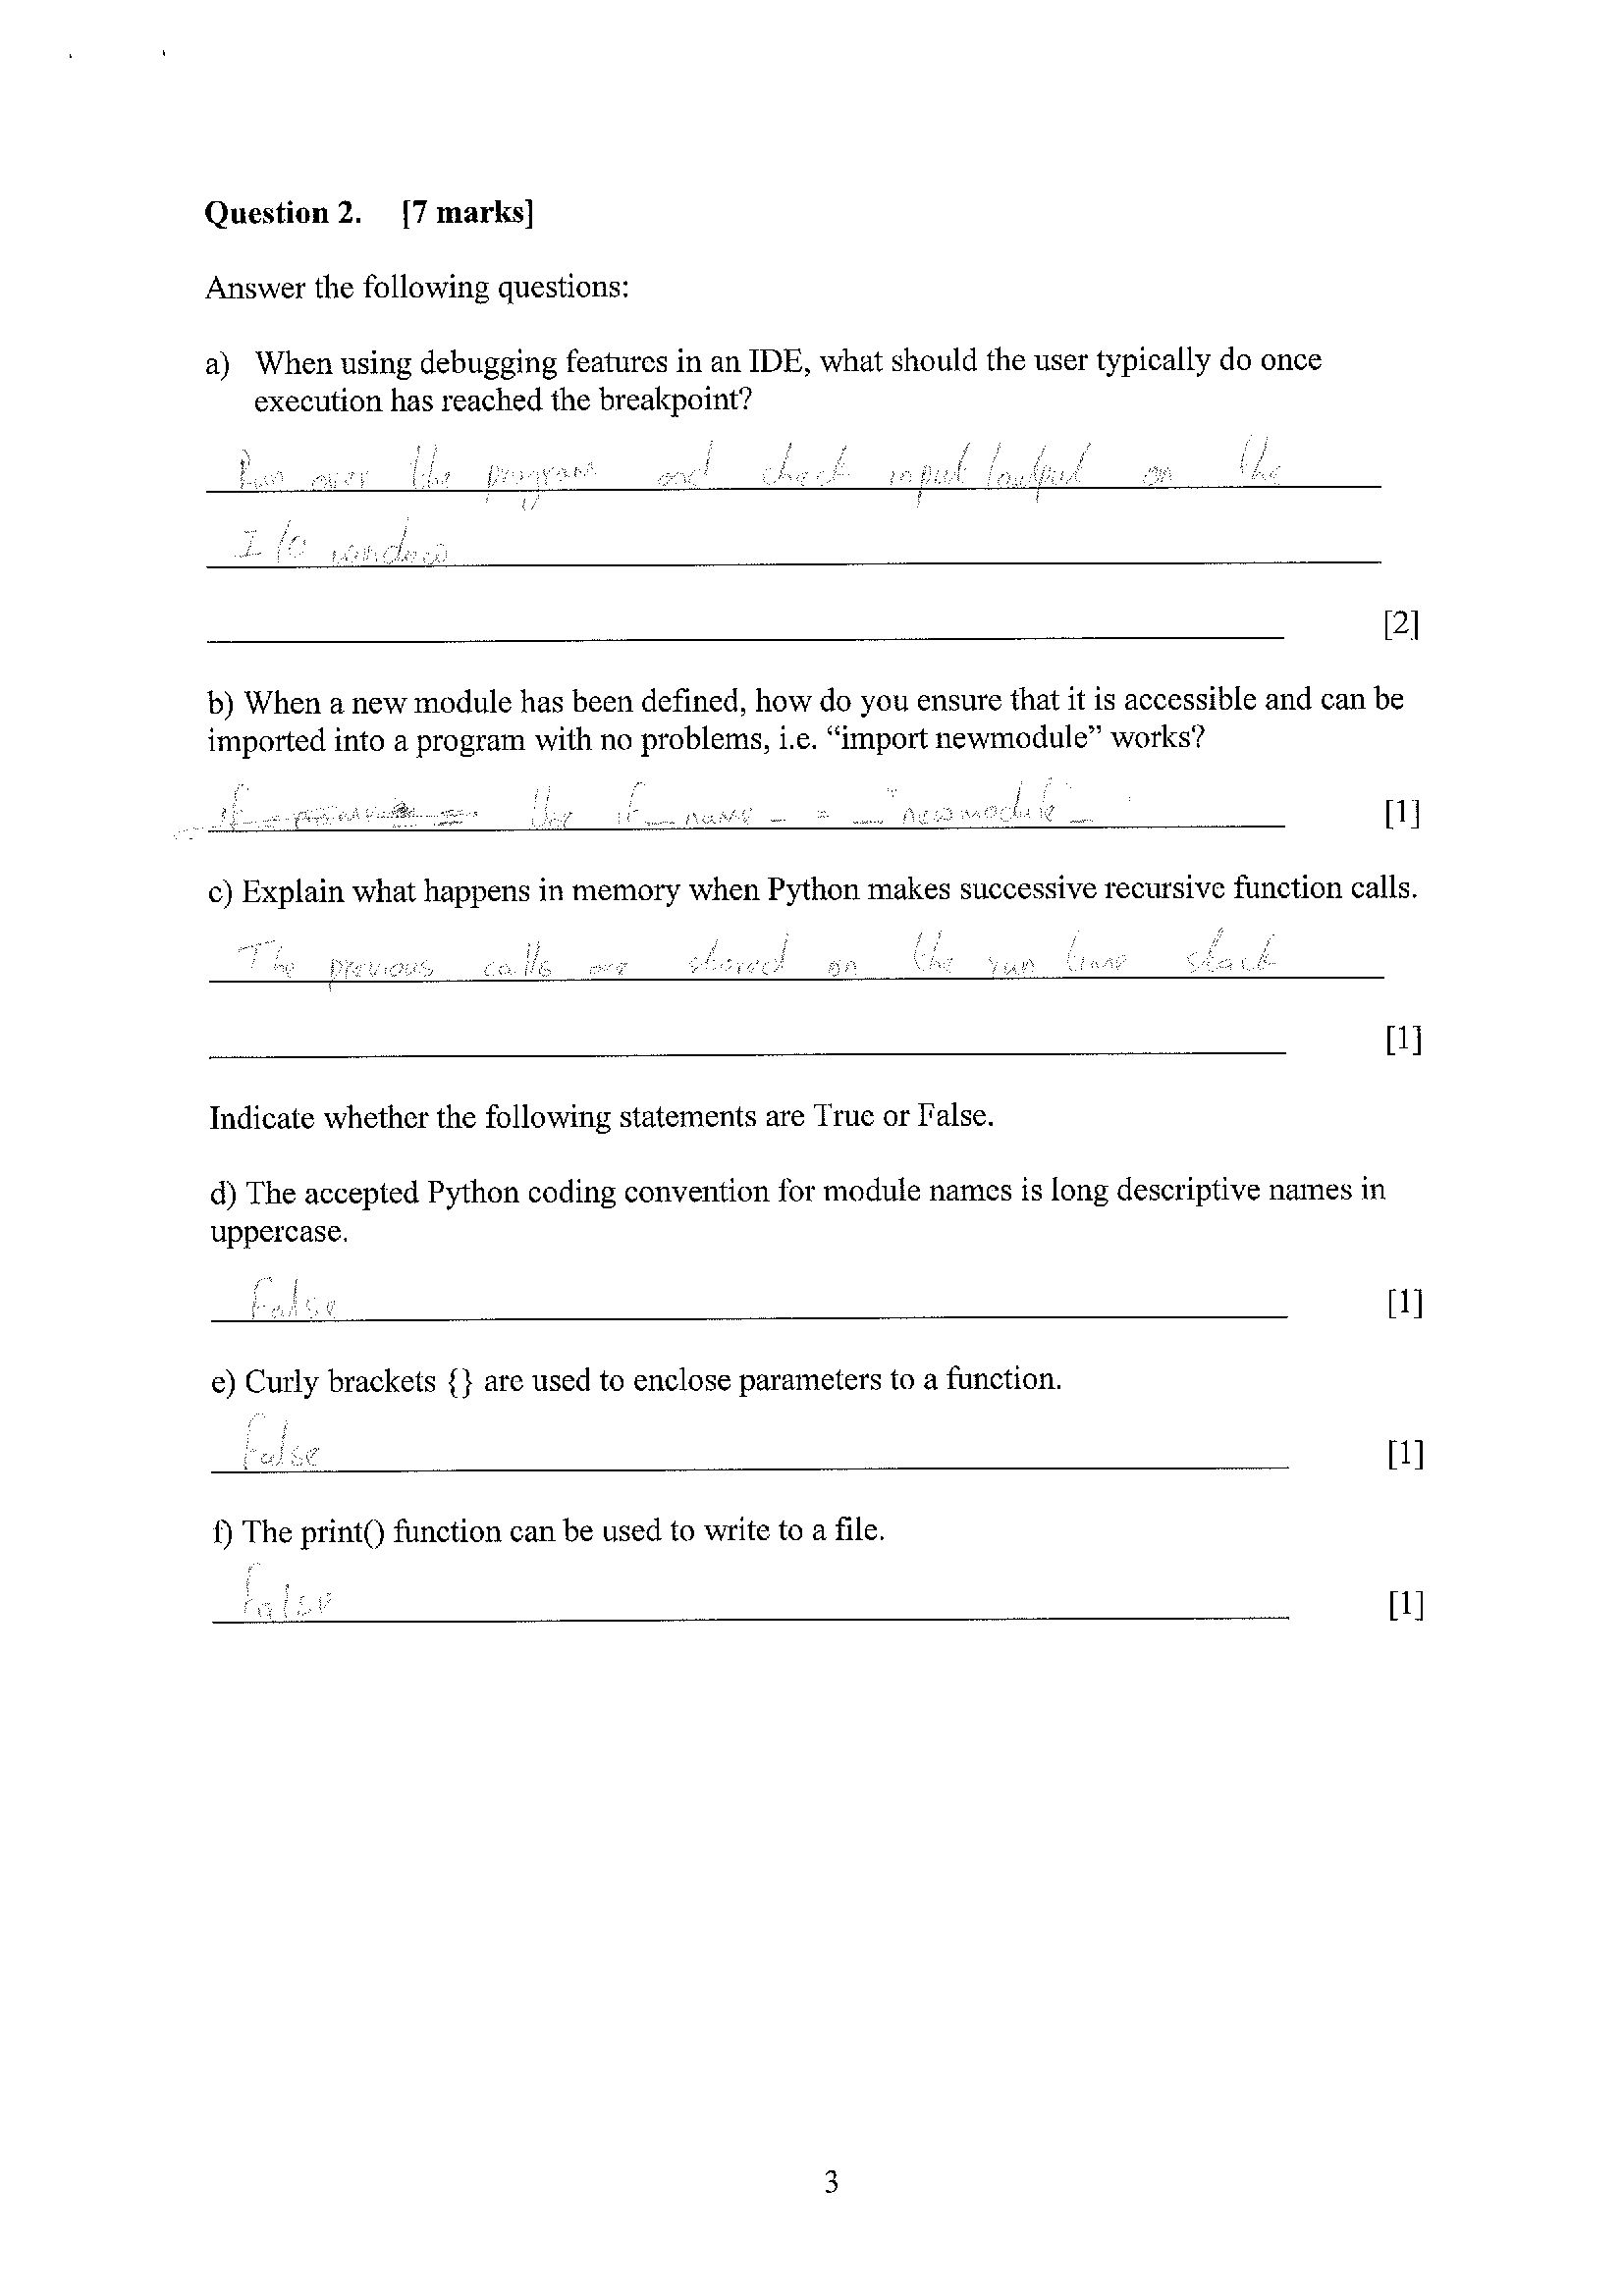 Question 2. [7 marks]
Answer the following questions:
a) When using debugging features in an IDE, what should the user typically do once
execution has reached the breakpoint?
Run over the program and check input/output on the
I/O window
[2]
b) When a new module has been defined, how do you ensure that it is accessible and can be
imported into a program with no problems, i.e. “import newmodule” works?
if name = Use if _ name _ = _ "newmodule" _ : [1]
c) Explain what happens in memory when Python makes successive recursive function calls.
The previous calls are stored on the run time stack
[1]
Indicate whether the following statements are True or False.
d) The accepted Python coding convention for module names is long descriptive names in
uppercase.
False [1]
e) Curly brackets {} are used to enclose parameters to a function.
False [1]
f) The print() function can be used to write to a file.
False [1]
3